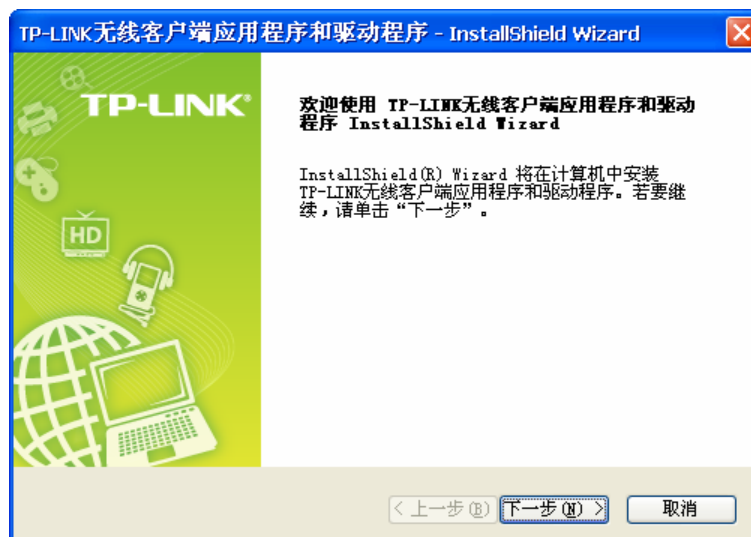 TP-LINK无线客户端应用程序和驱动程序 - InstallShield Wizard
TP-LINK®
欢迎使用 TP-LINK无线客户端应用程序和驱动
程序 InstallShield Wizard
InstallShield(R) Wizard 将在计算机中安装
TP-LINK无线客户端应用程序和驱动程序。若要继
续，请单击“下一步”。
HD
< 上一步(B)
下一步(N) >
取消